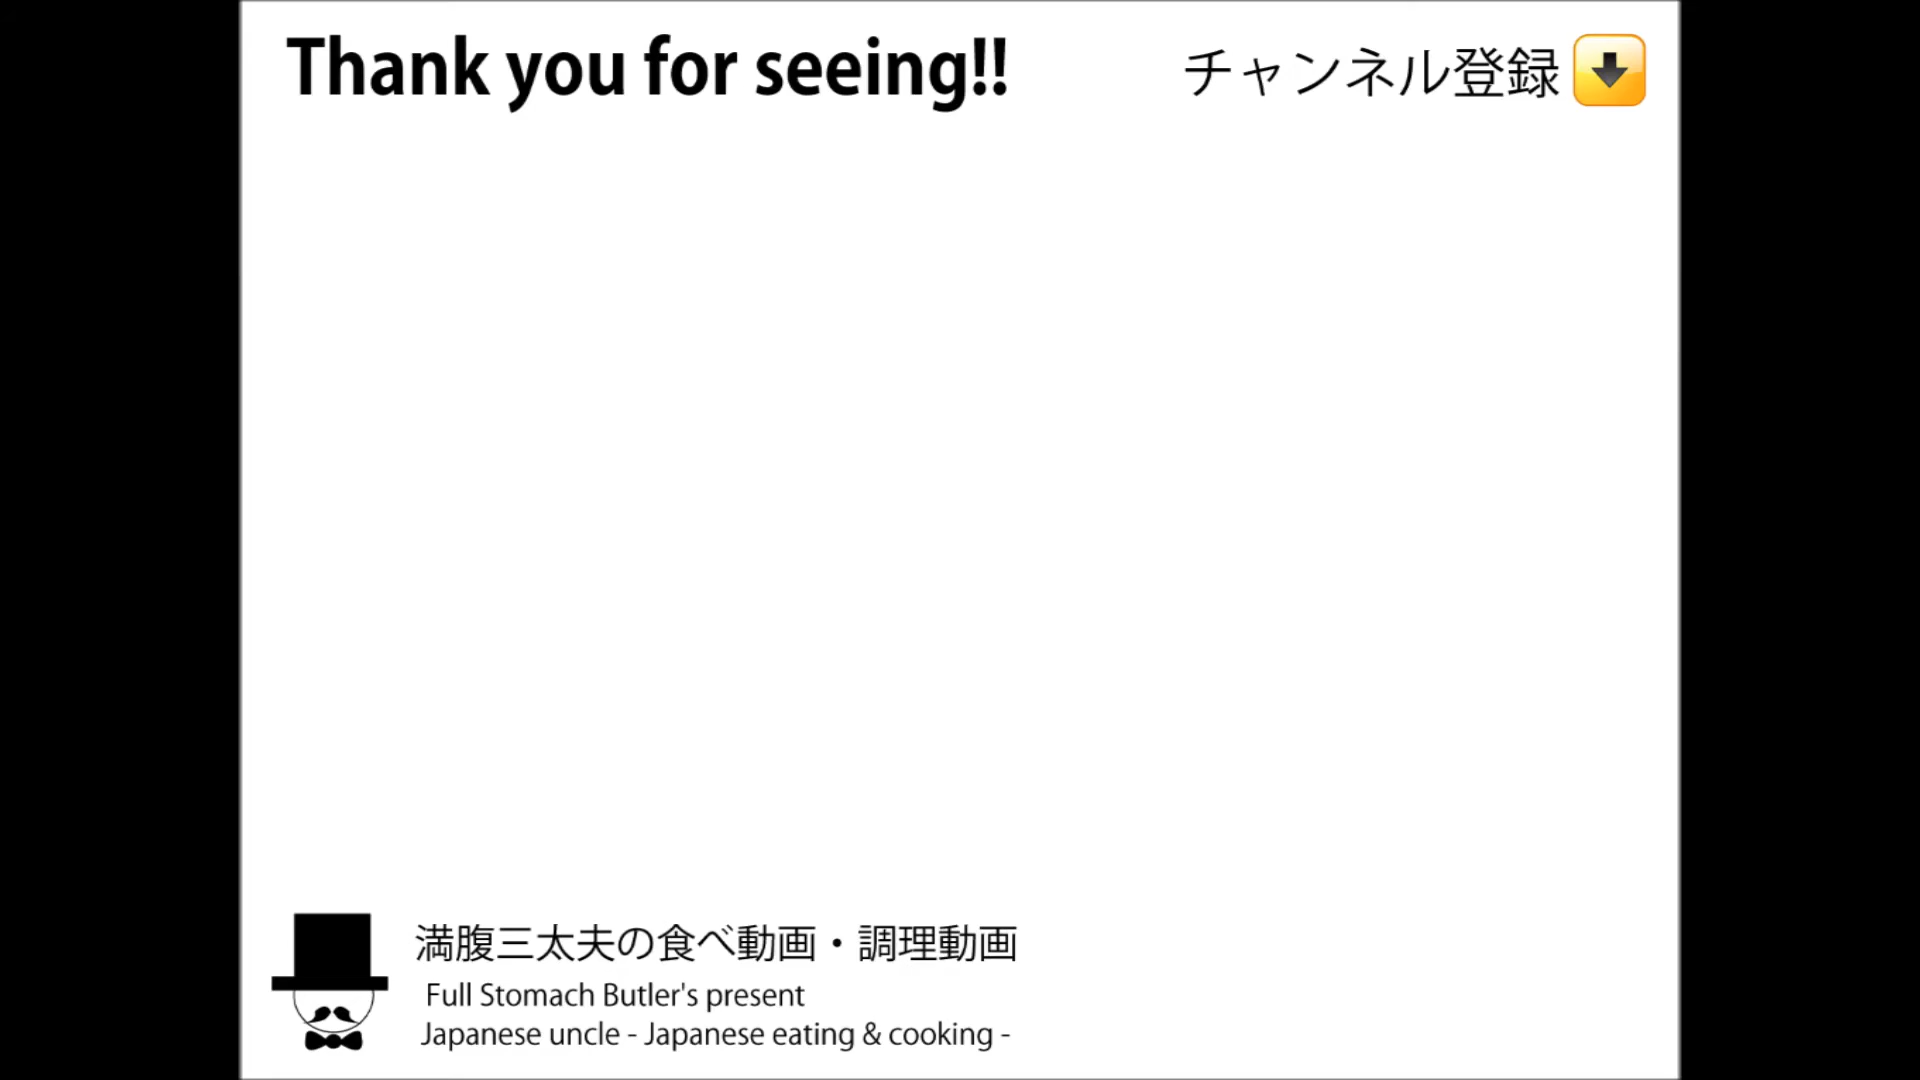 Thank you for seeing!!
チャンネル登録
満腹三太夫の食べ動画・調理動画
Full Stomach Butler's present
Japanese uncle - Japanese eating & cooking -